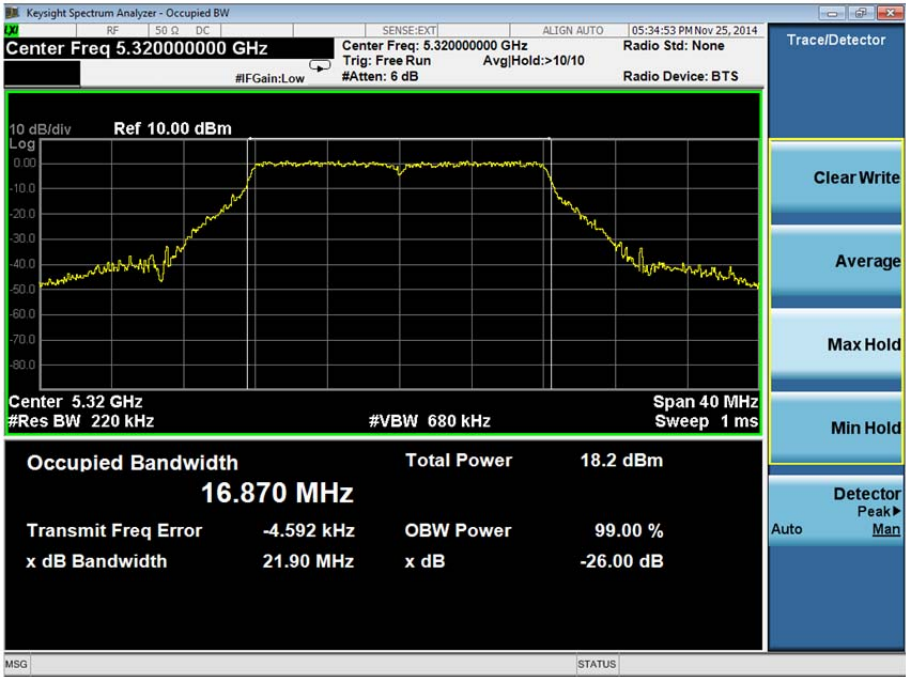 Keysight Spectrum Analyzer - Occupied BW
LXI RF 50 Ω DC SENSE:EXT ALIGN AUTO 05:34:53 PM Nov 25, 2014
Center Freq 5.320000000 GHz
Center Freq: 5.320000000 GHz
Radio Std: None
Trig: Free Run Avg|Hold:>10/10
#IFGain:Low
#Atten: 6 dB
Radio Device: BTS
10 dB/div Ref 10.00 dBm
Log
0.00
-10.0
-20.0
-30.0
-40.0
-50.0
-60.0
-70.0
-80.0
Center 5.32 GHz Span 40 MHz
#Res BW 220 kHz #VBW 680 kHz Sweep 1 ms
Occupied Bandwidth Total Power 18.2 dBm
16.870 MHz
Transmit Freq Error -4.592 kHz OBW Power 99.00 %
x dB Bandwidth 21.90 MHz x dB -26.00 dB
MSG STATUS
Trace/Detector
Clear Write
Average
Max Hold
Min Hold
Detector
Peak▶
Auto Man